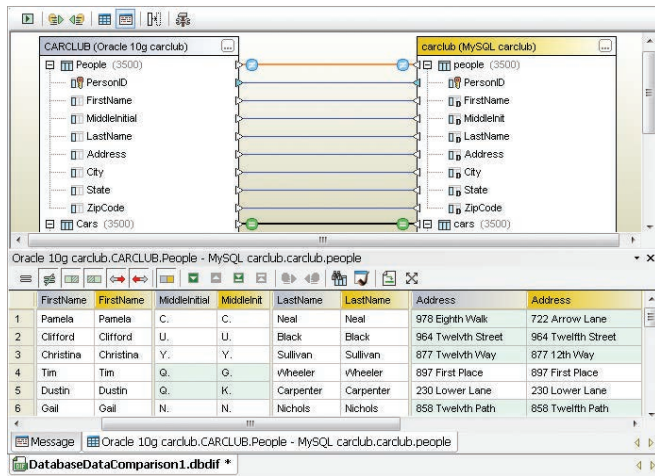 CARCLUB (Oracle 10g carclub) ...
carclub (MySQL carclub) ...
People (3500)
people (3500)
PersonID
PersonID
FirstName
FirstName
MiddleInitial
MiddleInit
LastName
LastName
Address
Address
City
City
State
State
ZipCode
ZipCode
Cars (3500)
cars (3500)
Oracle 10g carclub.CARCLUB.People - MySQL carclub.carclub.people
FirstName FirstName MiddleInitial MiddleInit LastName LastName Address Address
1 Pamela Pamela C. C. Neal Neal 978 Eighth Walk 722 Arrow Lane
2 Clifford Clifford U. U. Black Black 964 Twelvth Street 964 Twelfth Street
3 Christina Christina Y. Y. Sullivan Sullivan 877 Twelvth Way 877 12th Way
4 Tim Tim Q. G. Wheeler Wheeler 897 First Place 897 First Place
5 Dustin Dustin Q. K. Carpenter Carpenter 230 Lower Lane 230 Lower Lane
6 Gail Gail N. N. Nichols Nichols 858 Twelvth Path 858 Twelfth Path
Message Oracle 10g carclub.CARCLUB.People - MySQL carclub.carclub.people
DatabaseDataComparison1.dbdif *